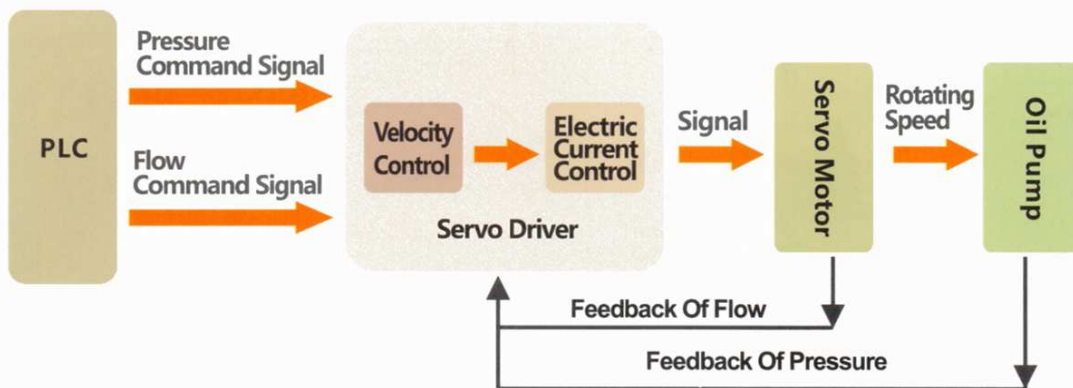 PLC
Pressure
Command Signal
Flow
Command Signal
Velocity
Control
Electric
Current
Control
Servo Driver
Signal
Servo Motor
Rotating
Speed
Oil Pump
Feedback Of Flow
Feedback Of Pressure